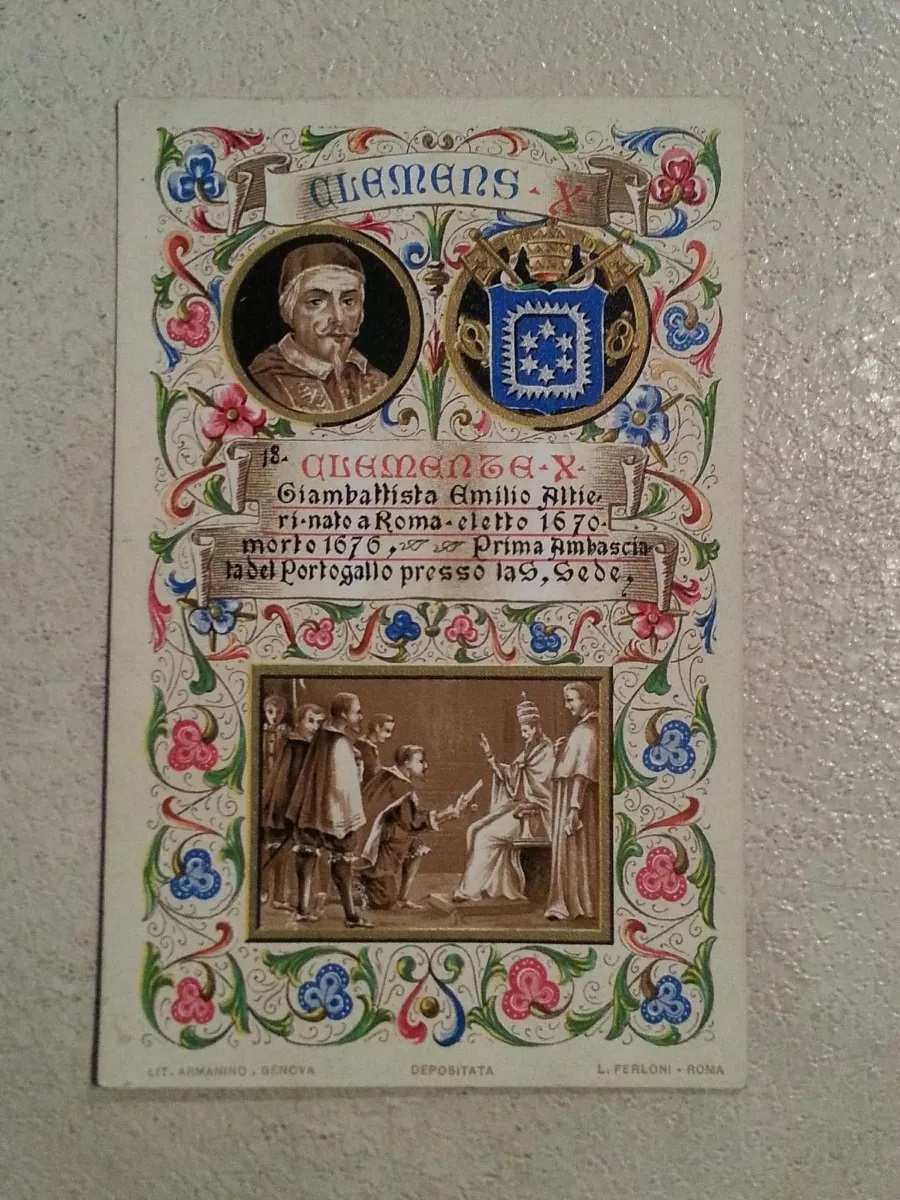 CLEMENS · X ·
18- CLEMENTE · X ·
Giambattista Emilio Altie-
ri · nato a Roma · eletto 1670 ·
morto 1676, Prima Ambascia-
ta del Portogallo presso la S, Sede,
LIT. ARMANINO . GENOVA DEPOSITATA L. FERLONI - ROMA